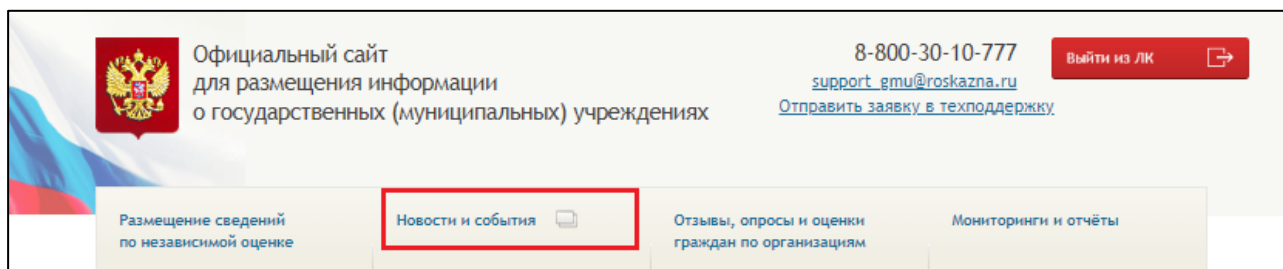 Официальный сайт
для размещения информации
о государственных (муниципальных) учреждениях
8-800-30-10-777
support_gmu@roskazna.ru
Отправить заявку в техподдержку
Выйти из ЛК
Размещение сведений
по независимой оценке
Новости и события
Отзывы, опросы и оценки
граждан по организациям
Мониторинги и отчёты